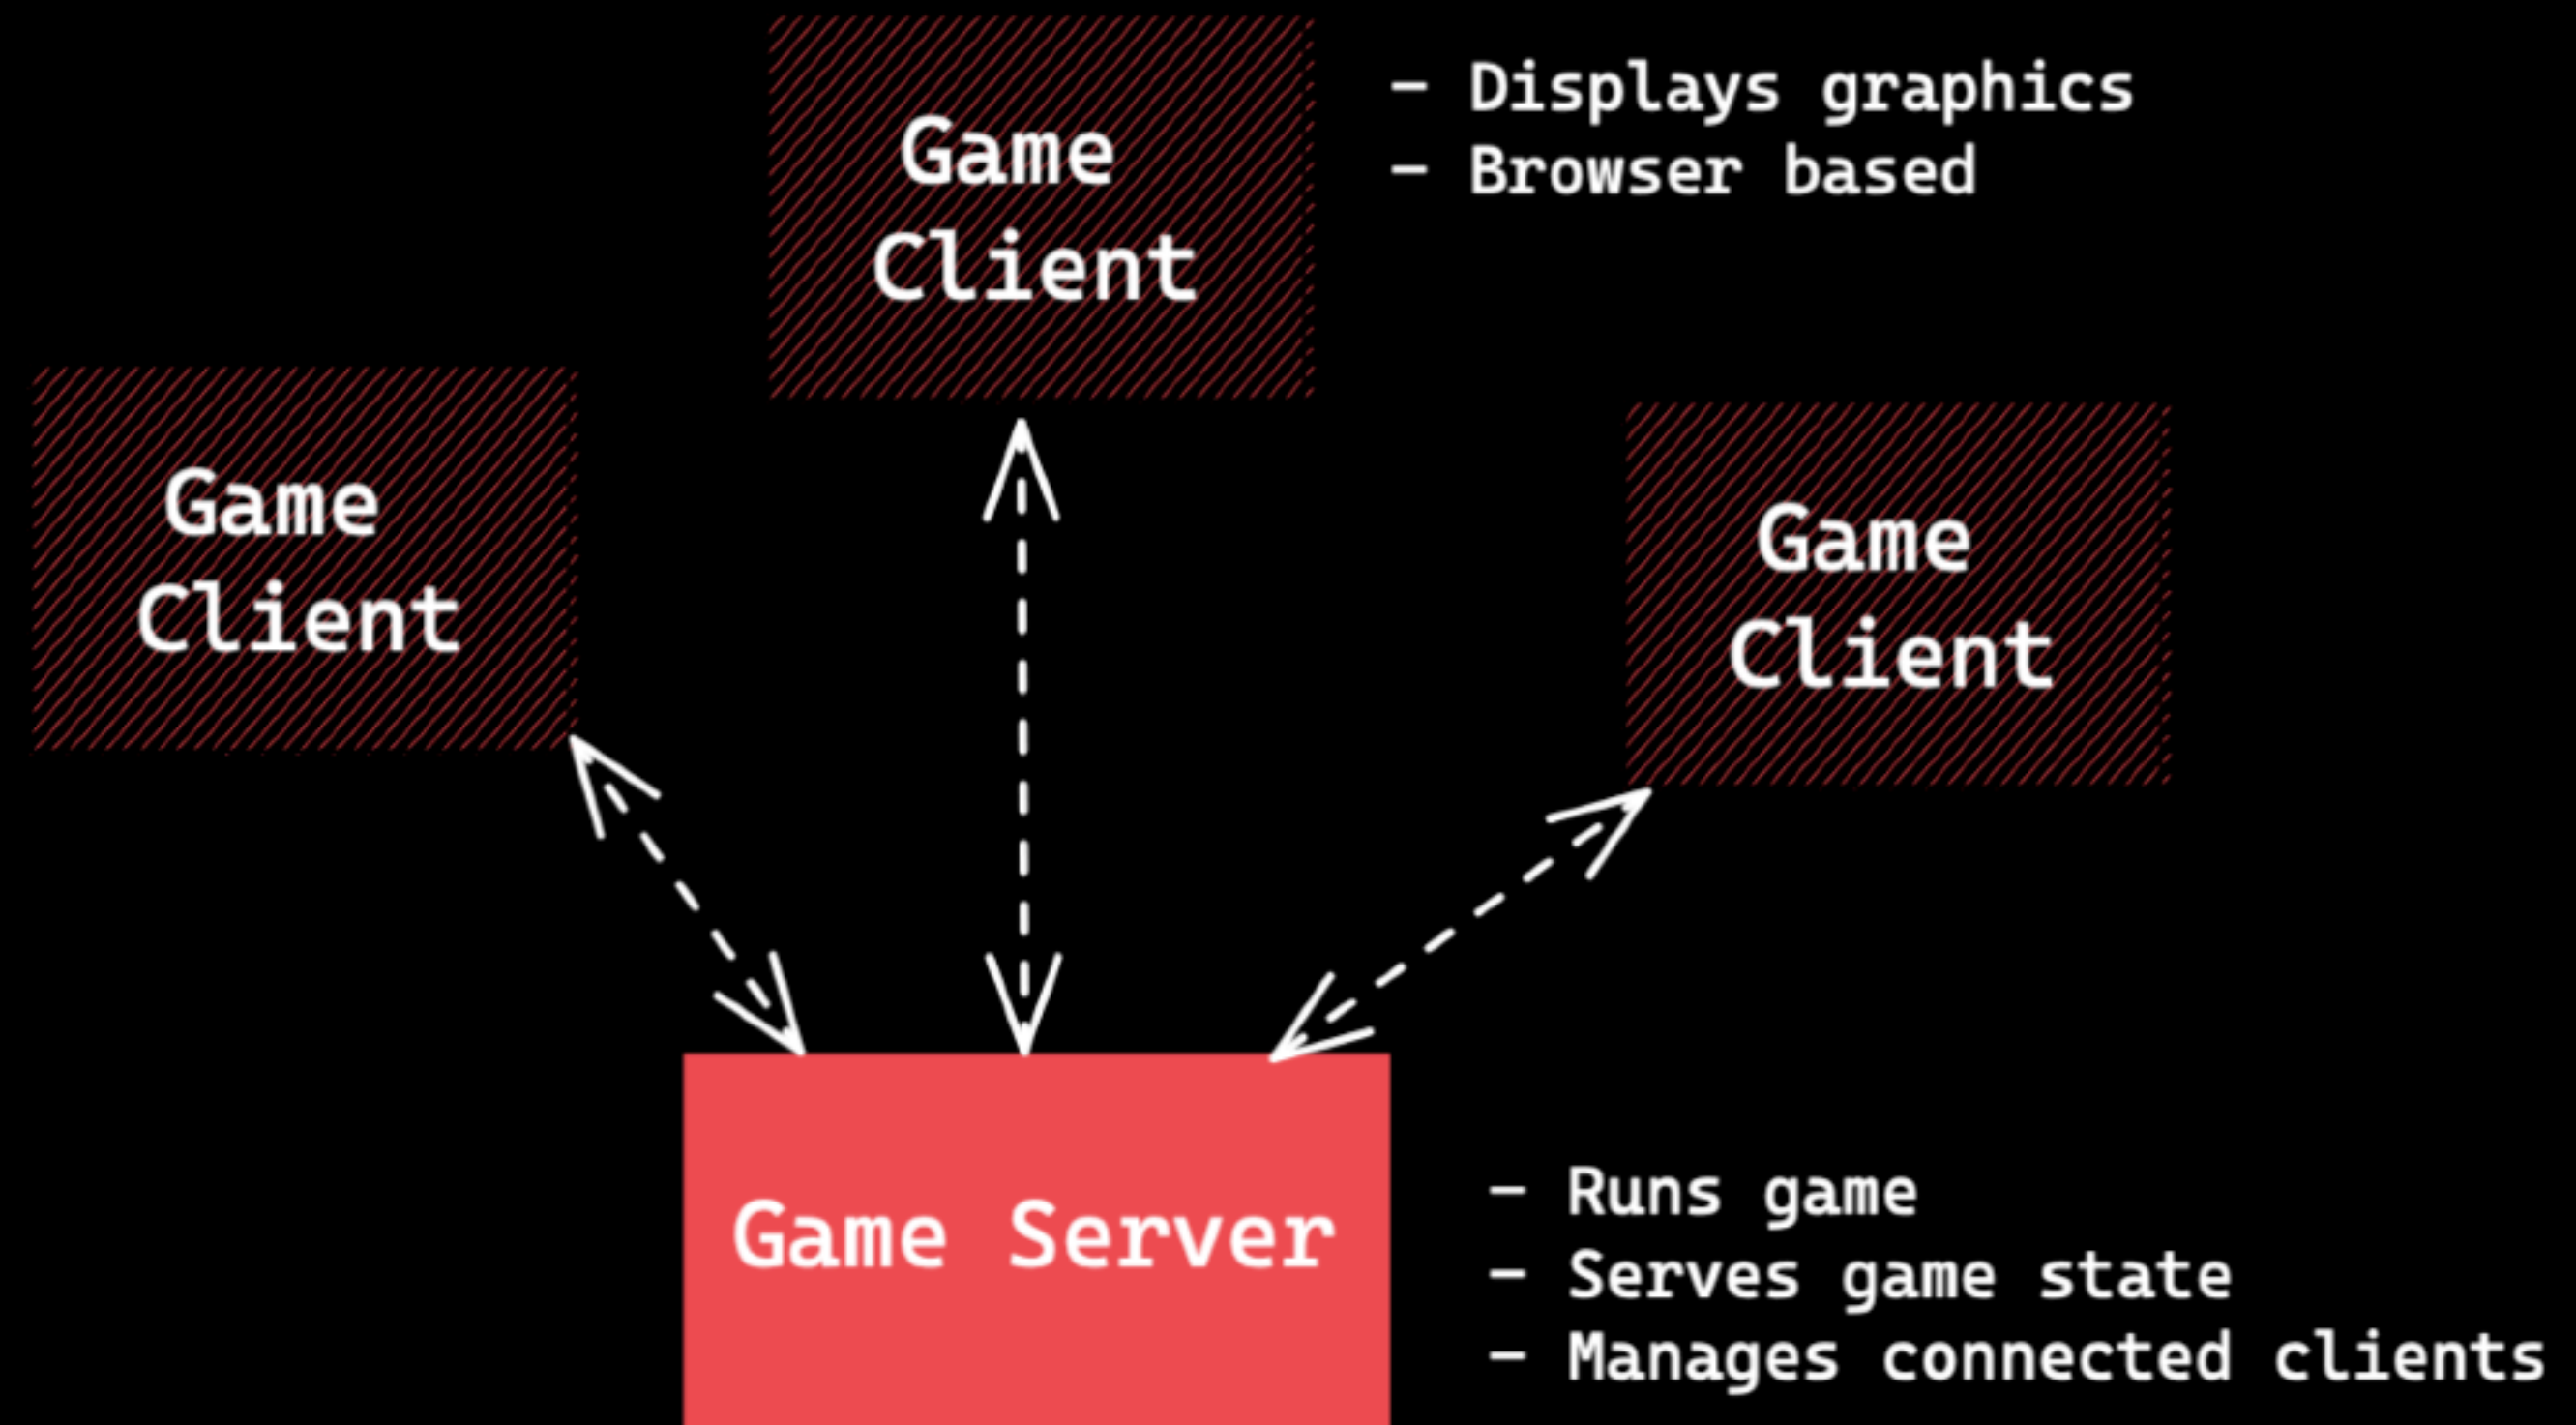 Game
Client
- Displays graphics
- Browser based
Game
Client
Game
Client
Game Server
- Runs game
- Serves game state
- Manages connected clients